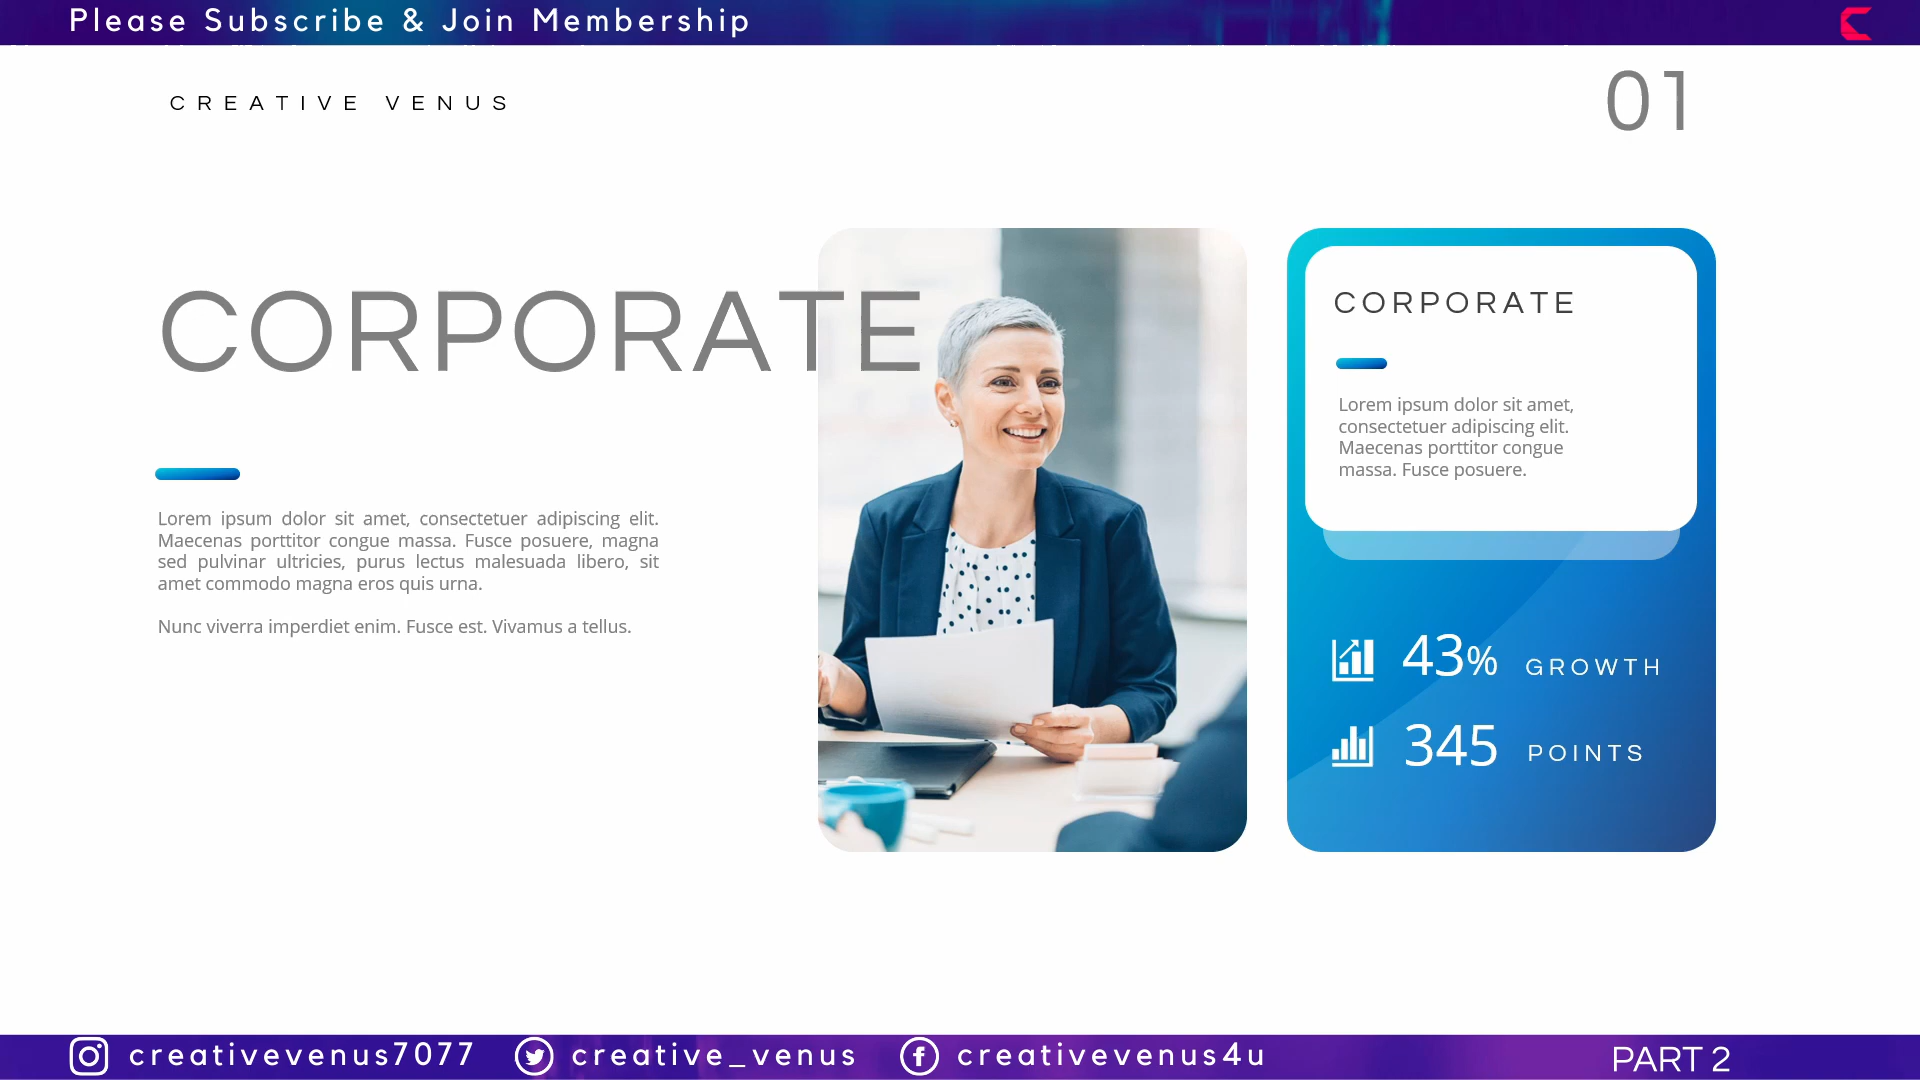 Please Subscribe & Join Membership
CREATIVE VENUS
01
CORPORATE
Lorem ipsum dolor sit amet, consectetuer adipiscing elit.
Maecenas porttitor congue massa. Fusce posuere, magna
sed pulvinar ultricies, purus lectus malesuada libero, sit
amet commodo magna eros quis urna.
Nunc viverra imperdiet enim. Fusce est. Vivamus a tellus.
CORPORATE
Lorem ipsum dolor sit amet,
consectetuer adipiscing elit.
Maecenas porttitor congue
massa. Fusce posuere.
43% GROWTH
345 POINTS
creativevenus7077 creative_venus creativevenus4u PART 2